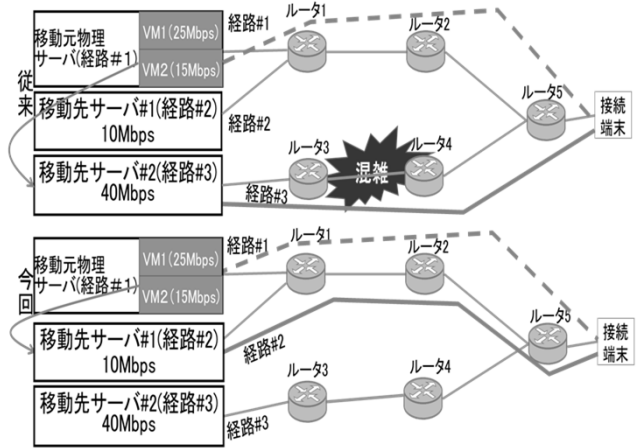 従来
移動元物理
サーバ(経路#1)
VM1(25Mbps)
VM2(15Mbps)
経路#1
ルータ1
ルータ2
移動先サーバ#1(経路#2)
10Mbps
経路#2
ルータ5
接続
端末
移動先サーバ#2(経路#3)
40Mbps
ルータ3
混雑
ルータ4
経路#3
今回
移動元物理
サーバ(経路#1)
VM1(25Mbps)
VM2(15Mbps)
経路#1
ルータ1
ルータ2
移動先サーバ#1(経路#2)
10Mbps
経路#2
ルータ5
接続
端末
移動先サーバ#2(経路#3)
40Mbps
ルータ3
ルータ4
経路#3